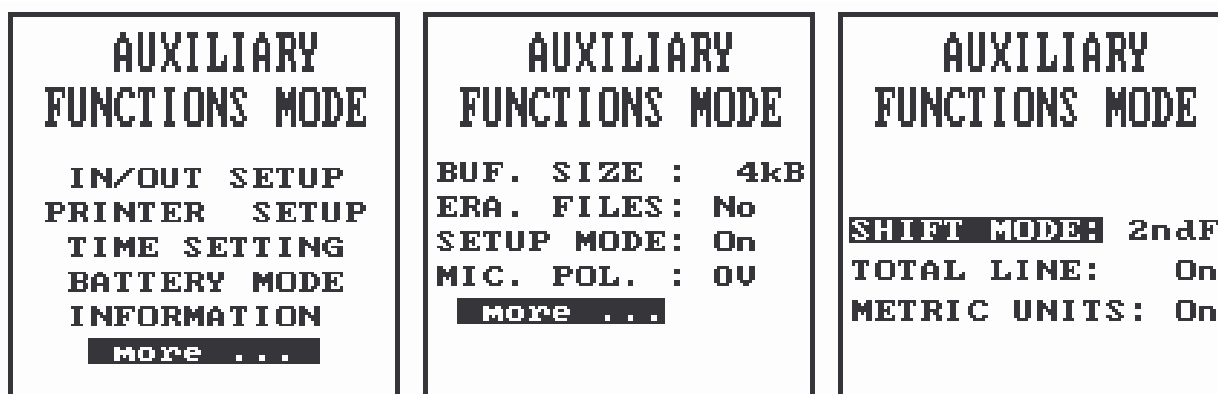 AUXILIARY
FUNCTIONS MODE
IN/OUT SETUP
PRINTER SETUP
TIME SETTING
BATTERY MODE
INFORMATION
more ...
AUXILIARY
FUNCTIONS MODE
BUF. SIZE : 4kB
ERA. FILES: No
SETUP MODE: On
MIC. POL. : 0V
more ...
AUXILIARY
FUNCTIONS MODE
SHIFT MODE: 2ndF
TOTAL LINE: On
METRIC UNITS: On